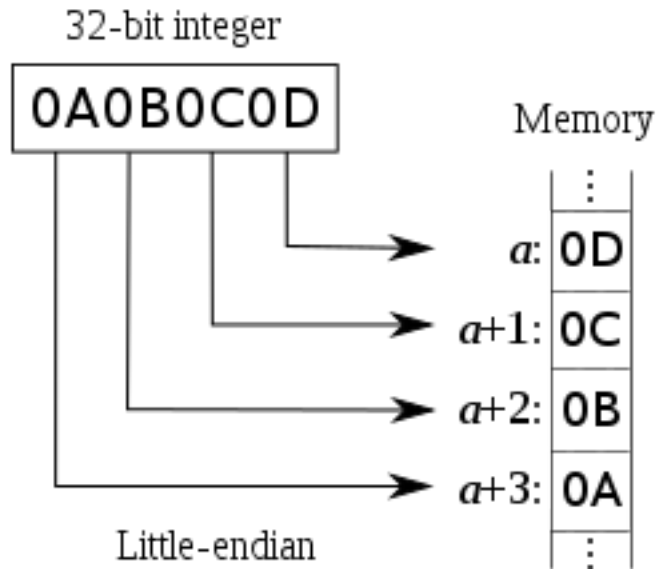 32-bit integer
0A0B0C0D
Memory
⋮
a: 0D
a+1: 0C
a+2: 0B
a+3: 0A
⋮
Little-endian